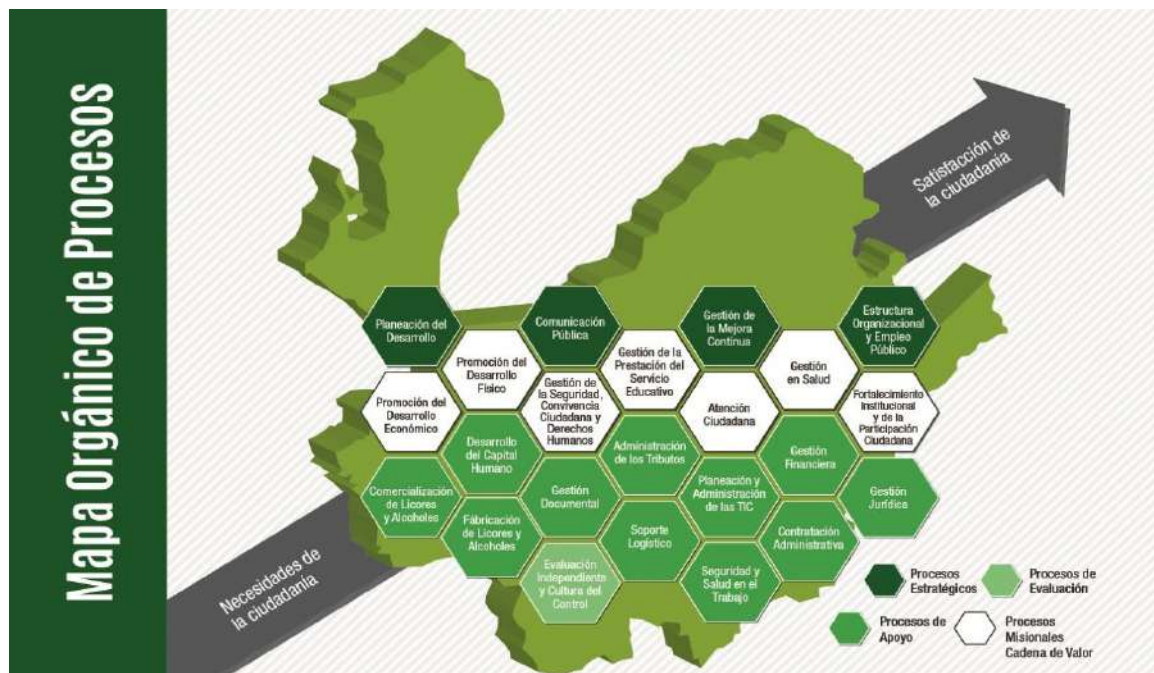 Mapa Orgánico de Procesos
Satisfacción de
la ciudadanía
Planeación del
Desarrollo
Comunicación
Pública
Gestión de
la Mejora
Continua
Estructura
Organizacional
y Empleo
Público
Promoción del
Desarrollo
Físico
Gestión de la
Prestación del
Servicio
Educativo
Gestión
en Salud
Promoción del
Desarrollo
Económico
Gestión de
la Seguridad,
Convivencia
Ciudadana y
Derechos
Humanos
Atención
Ciudadana
Fortalecimiento
Institucional
y de la
Participación
Ciudadana
Desarrollo
del Capital
Humano
Administración
de los Tributos
Gestión
Financiera
Comercialización
de Licores
y Alcoholes
Gestión
Documental
Planeación y
Administración
de las TIC
Gestión
Jurídica
Fábricación
de Licores y
Alcoholes
Soporte
Logístico
Contratación
Administrativa
Evaluación
Independiente
y Cultura del
Control
Seguridad y
Salud en el
Trabajo
Necesidades de
la ciudadanía
Procesos
Estratégicos
Procesos de
Evaluación
Procesos de
Apoyo
Procesos
Misionales
Cadena de Valor